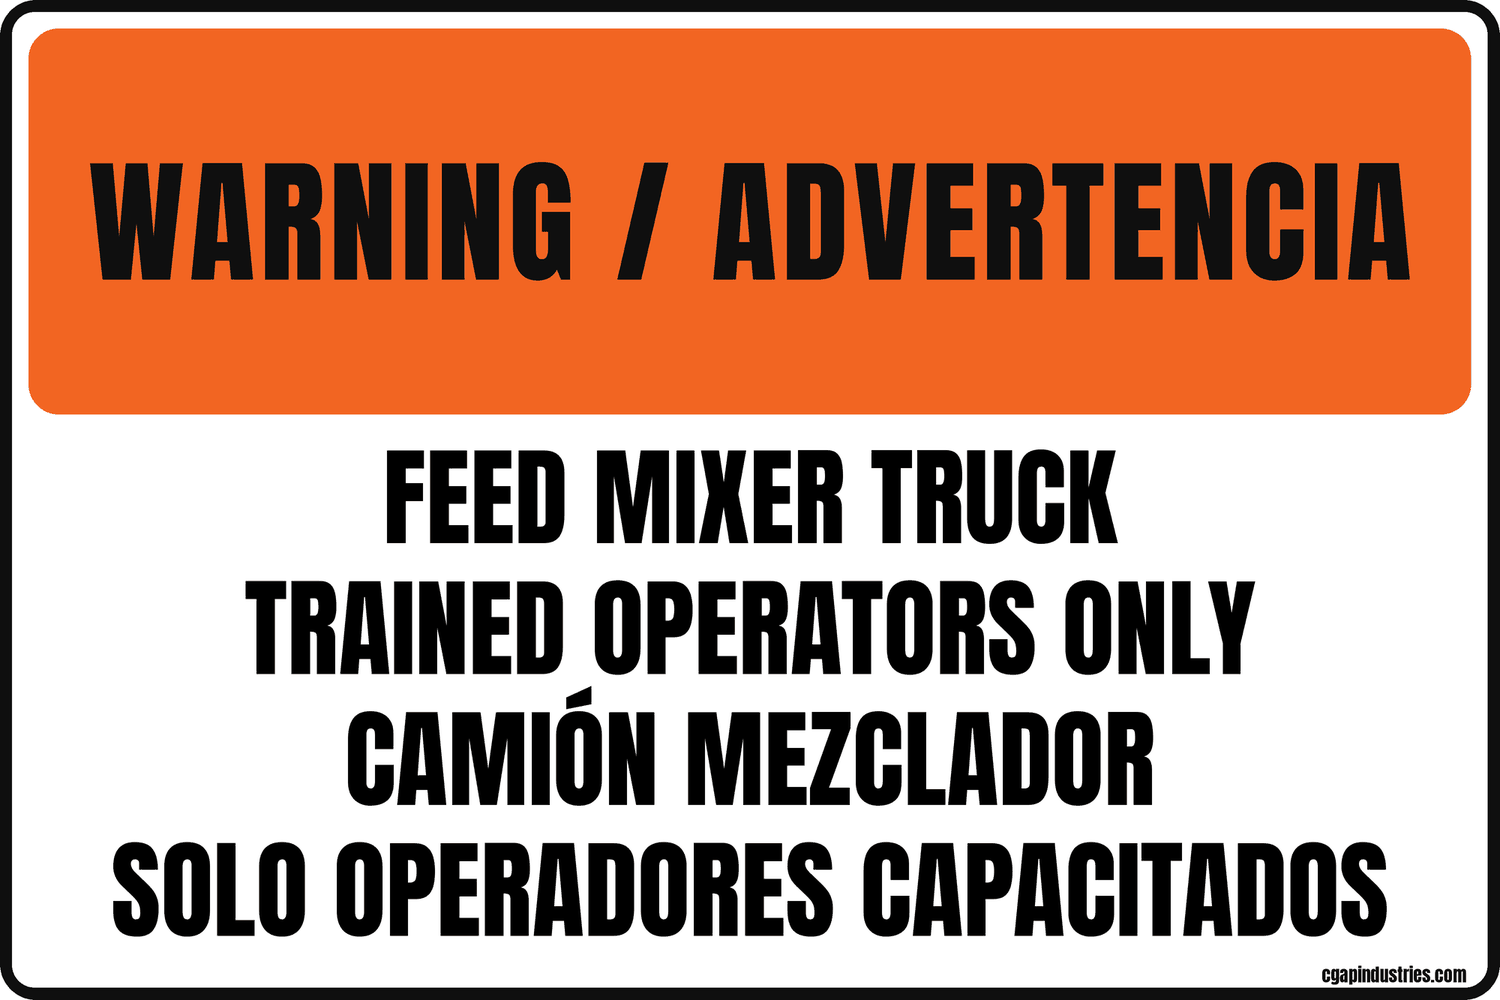 WARNING / ADVERTENCIA
FEED MIXER TRUCK
TRAINED OPERATORS ONLY
CAMIÓN MEZCLADOR
SOLO OPERADORES CAPACITADOS
cgapindustries.com